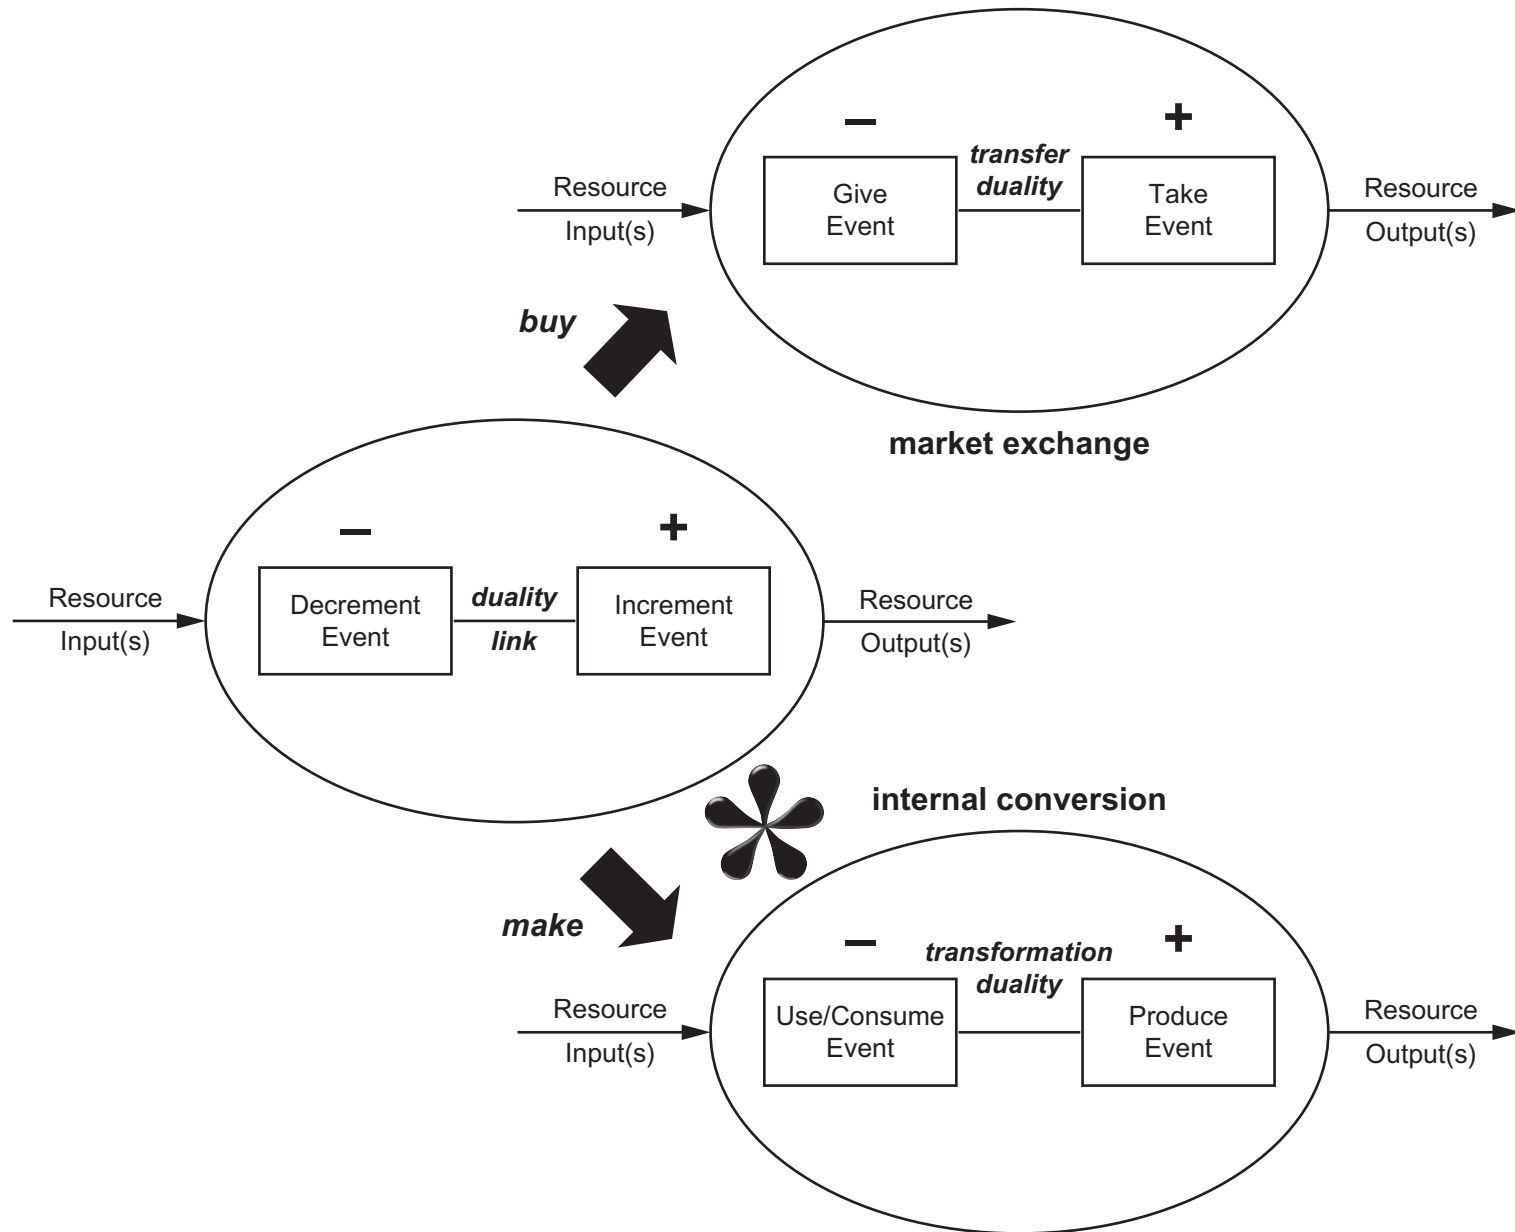 –
+
transfer
duality
Give
Event
Take
Event
Resource
Input(s)
Resource
Output(s)
buy
market exchange
–
+
Resource
Input(s)
Decrement
Event
duality
link
Increment
Event
Resource
Output(s)
internal conversion
make
–
+
transformation
duality
Resource
Input(s)
Use/Consume
Event
Produce
Event
Resource
Output(s)